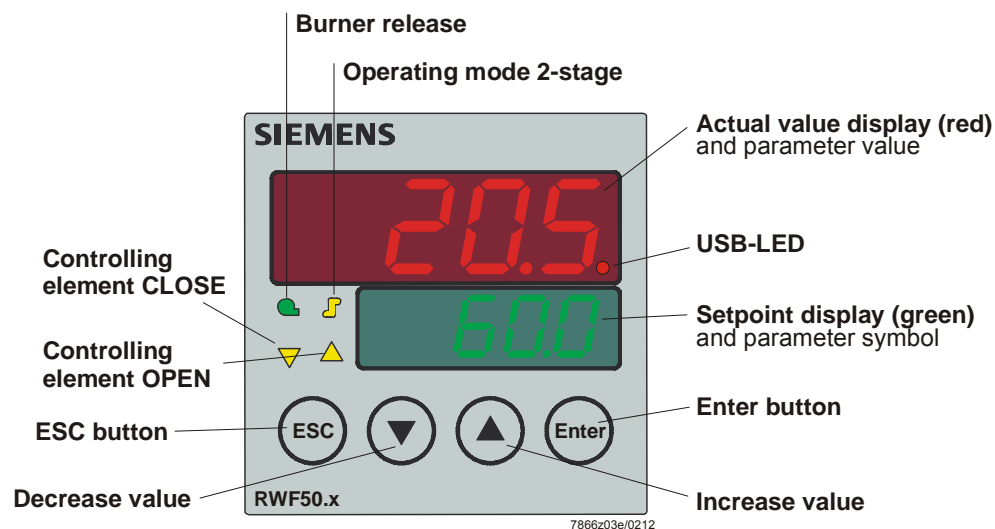 Burner release
Operating mode 2-stage
SIEMENS
Actual value display (red)
and parameter value
20.5
USB-LED
Controlling
element CLOSE
60.0
Setpoint display (green)
and parameter symbol
Controlling
element OPEN
Enter button
ESC button
ESC
Enter
Decrease value
RWF50.x
Increase value
7866z03e/0212